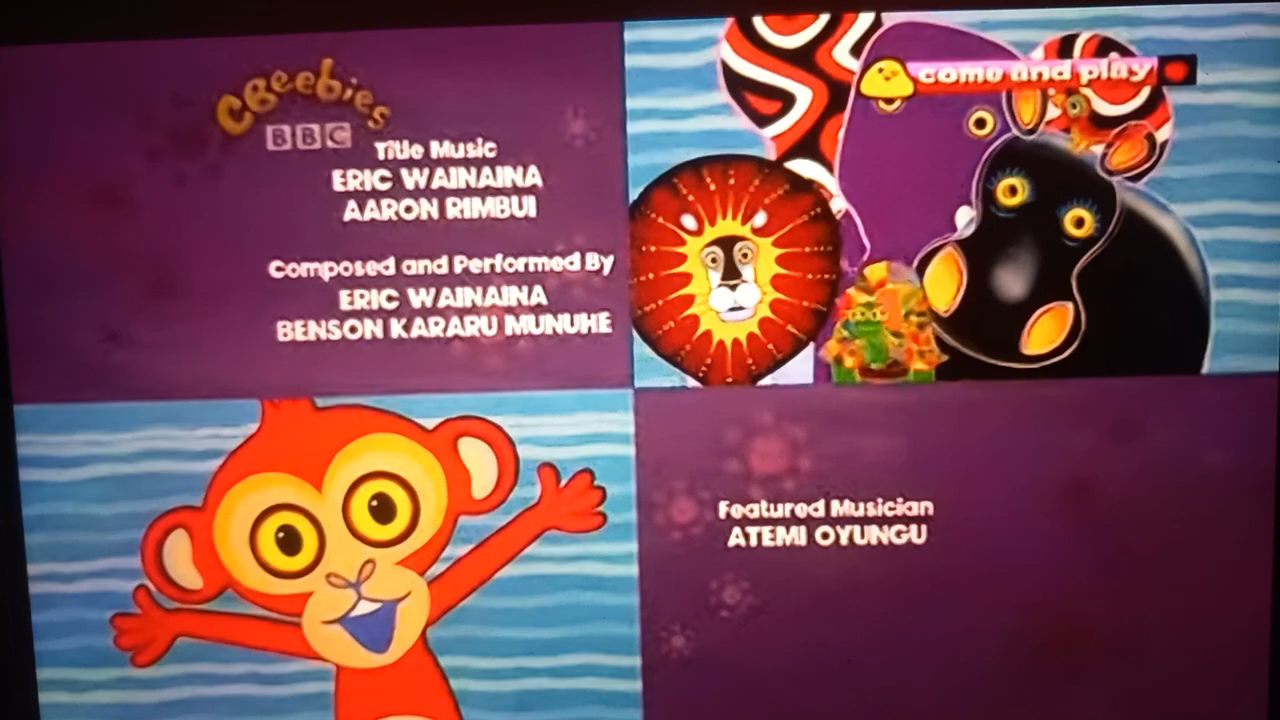 CBeebies
BBC
Title Music
ERIC WAINAINA
AARON RIMBUI
Composed and Performed By
ERIC WAINAINA
BENSON KARARU MUNUHE
come and play
Featured Musician
ATEMI OYUNGU